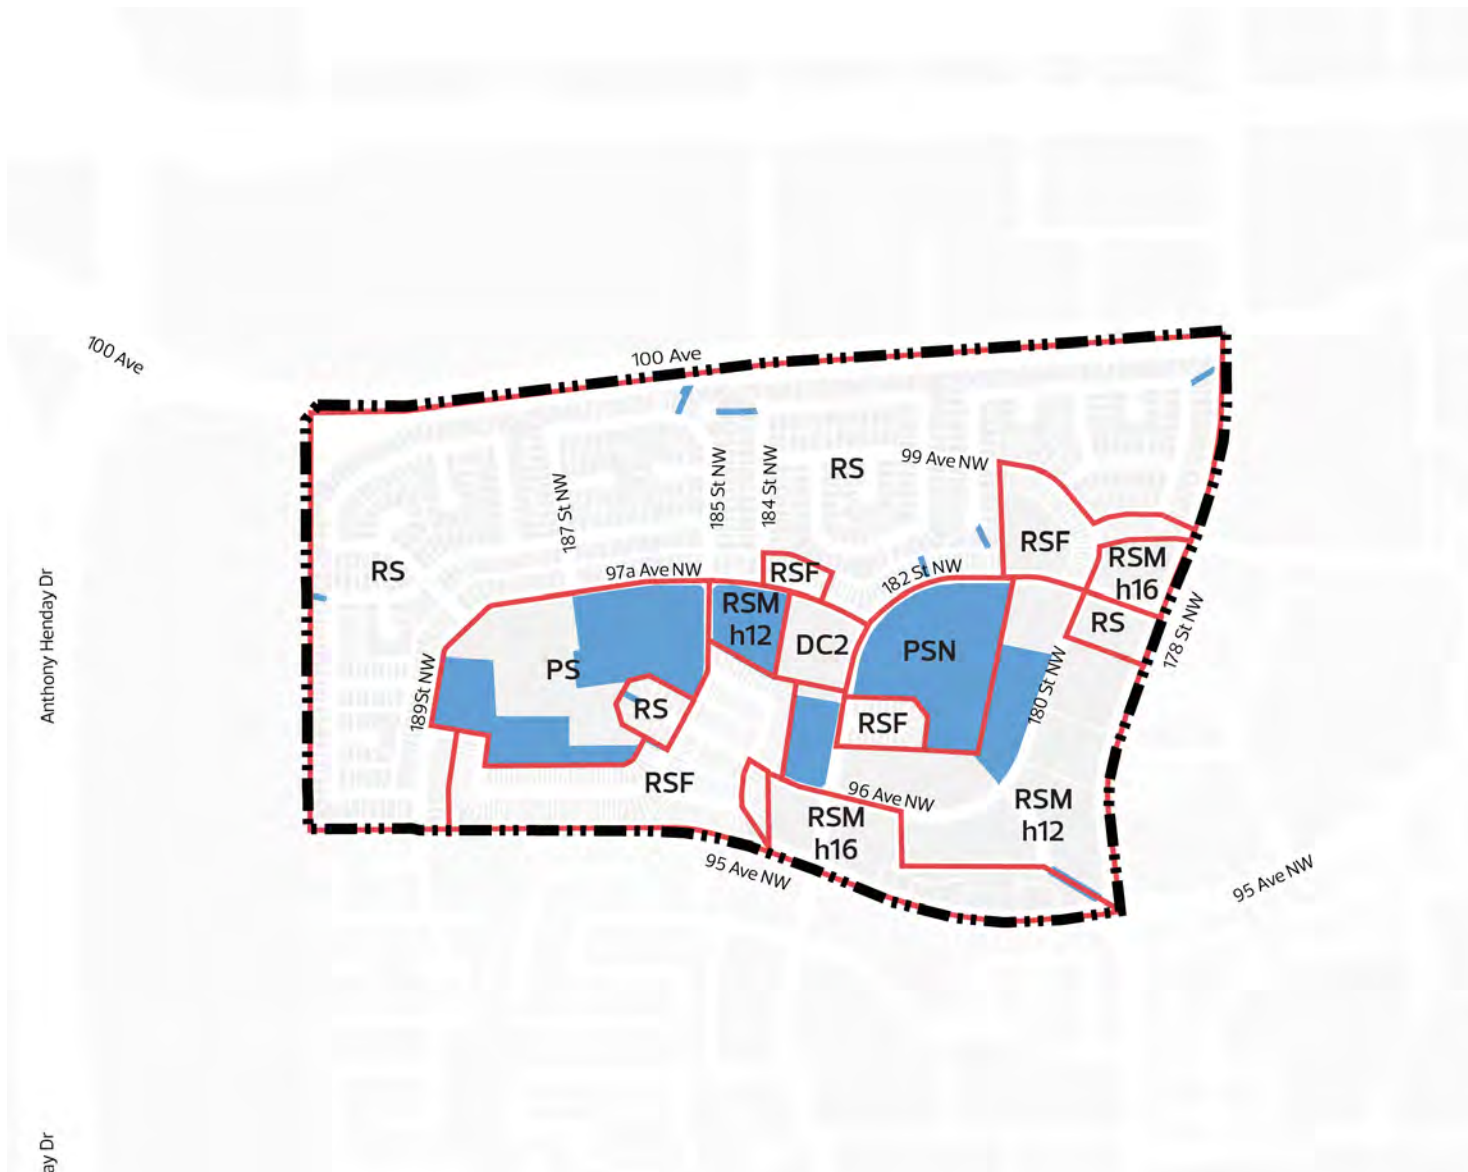 100 Ave
100 Ave
RS
99 Ave NW
185 St NW
184 St NW
187 St NW
RSF
RSM
h16
RS
97a Ave NW
RSF
182 St NW
Anthony Henday Dr
RSM
h12
DC2
PSN
RS
178 St NW
PS
189St NW
RS
RSF
180 St NW
RSF
96 Ave NW
RSM
h12
RSM
h16
95 Ave NW
95 Ave NW
ay Dr